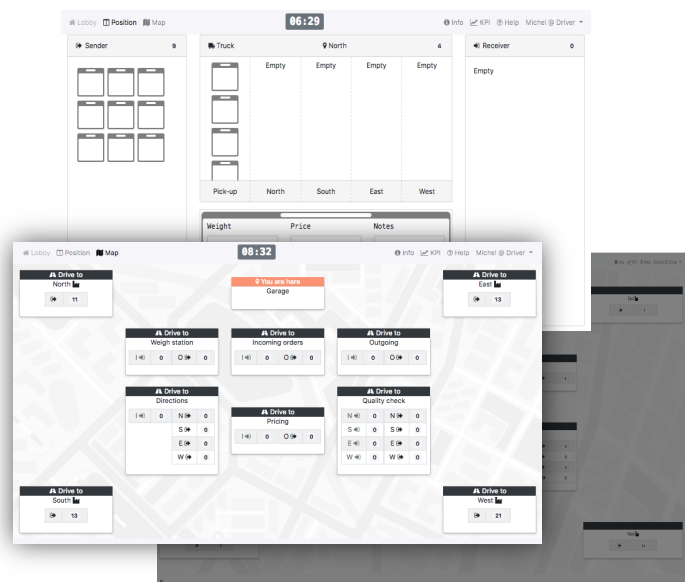 Lobby Position Map 06:29 Info KPI Help Michel @ Driver
Sender 9 Truck North 4 Receiver 0
Empty Empty Empty Empty Empty
Pick-up North South East West
Weight Price Notes
Lobby Position Map 08:32 Info KPI Help Michel @ Driver
Drive to You are here Drive to
North Garage East
11 13
Drive to Drive to Drive to
Weigh station Incoming orders Outgoing
I 0 O 0 I 0 O 0 I 0 O 0
Drive to Drive to
Directions Quality check
I 0 N 0 N 0 N 0
S 0 S 0 S 0
E 0 E 0 E 0
W 0 W 0 W 0
Drive to
Pricing
I 0 O 0
Drive to Drive to
South West
13 21